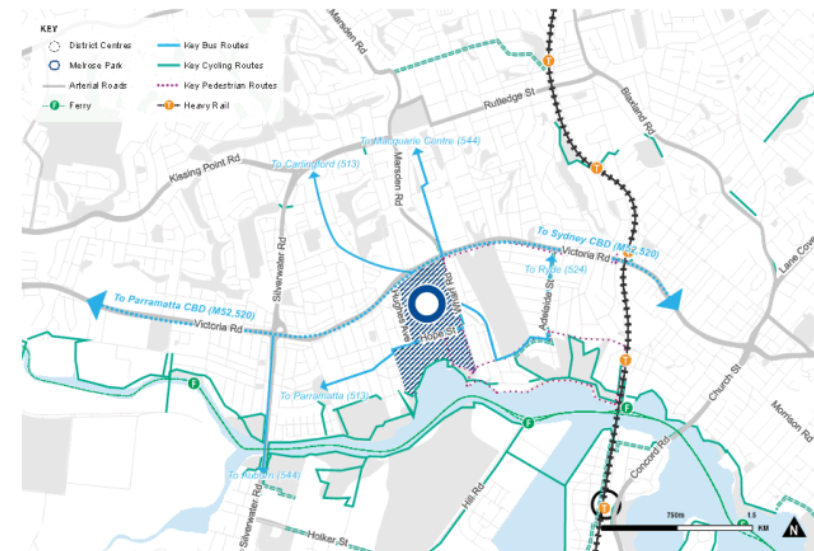 KEY
District Centres
Key Bus Routes
Melrose Park
Key Cycling Routes
Arterial Roads
Key Pedestrian Routes
F
Ferry
T
Heavy Rail
Marsden Rd
T
Rutledge St
Blaxland Rd
To Macquarie Centre (544)
To Carlingford (513)
Marsden Rd
Kissing Point Rd
T
Silverwater Rd
To Sydney CBD (M52,520)
Victoria Rd
T
Lane Cove
To Ryde (524)
To Parramatta CBD (M52,520)
Victoria Rd
Hughes Ave
Wharf Rd
Hope St
Adelaide St
T
F
To Parramatta (513)
Church St
F
F
Morrison Rd
Concord Rd
To Auburn (544)
Silverwater Rd
Hill Rd
T
Holker St
750m
1.5
KM
F
N